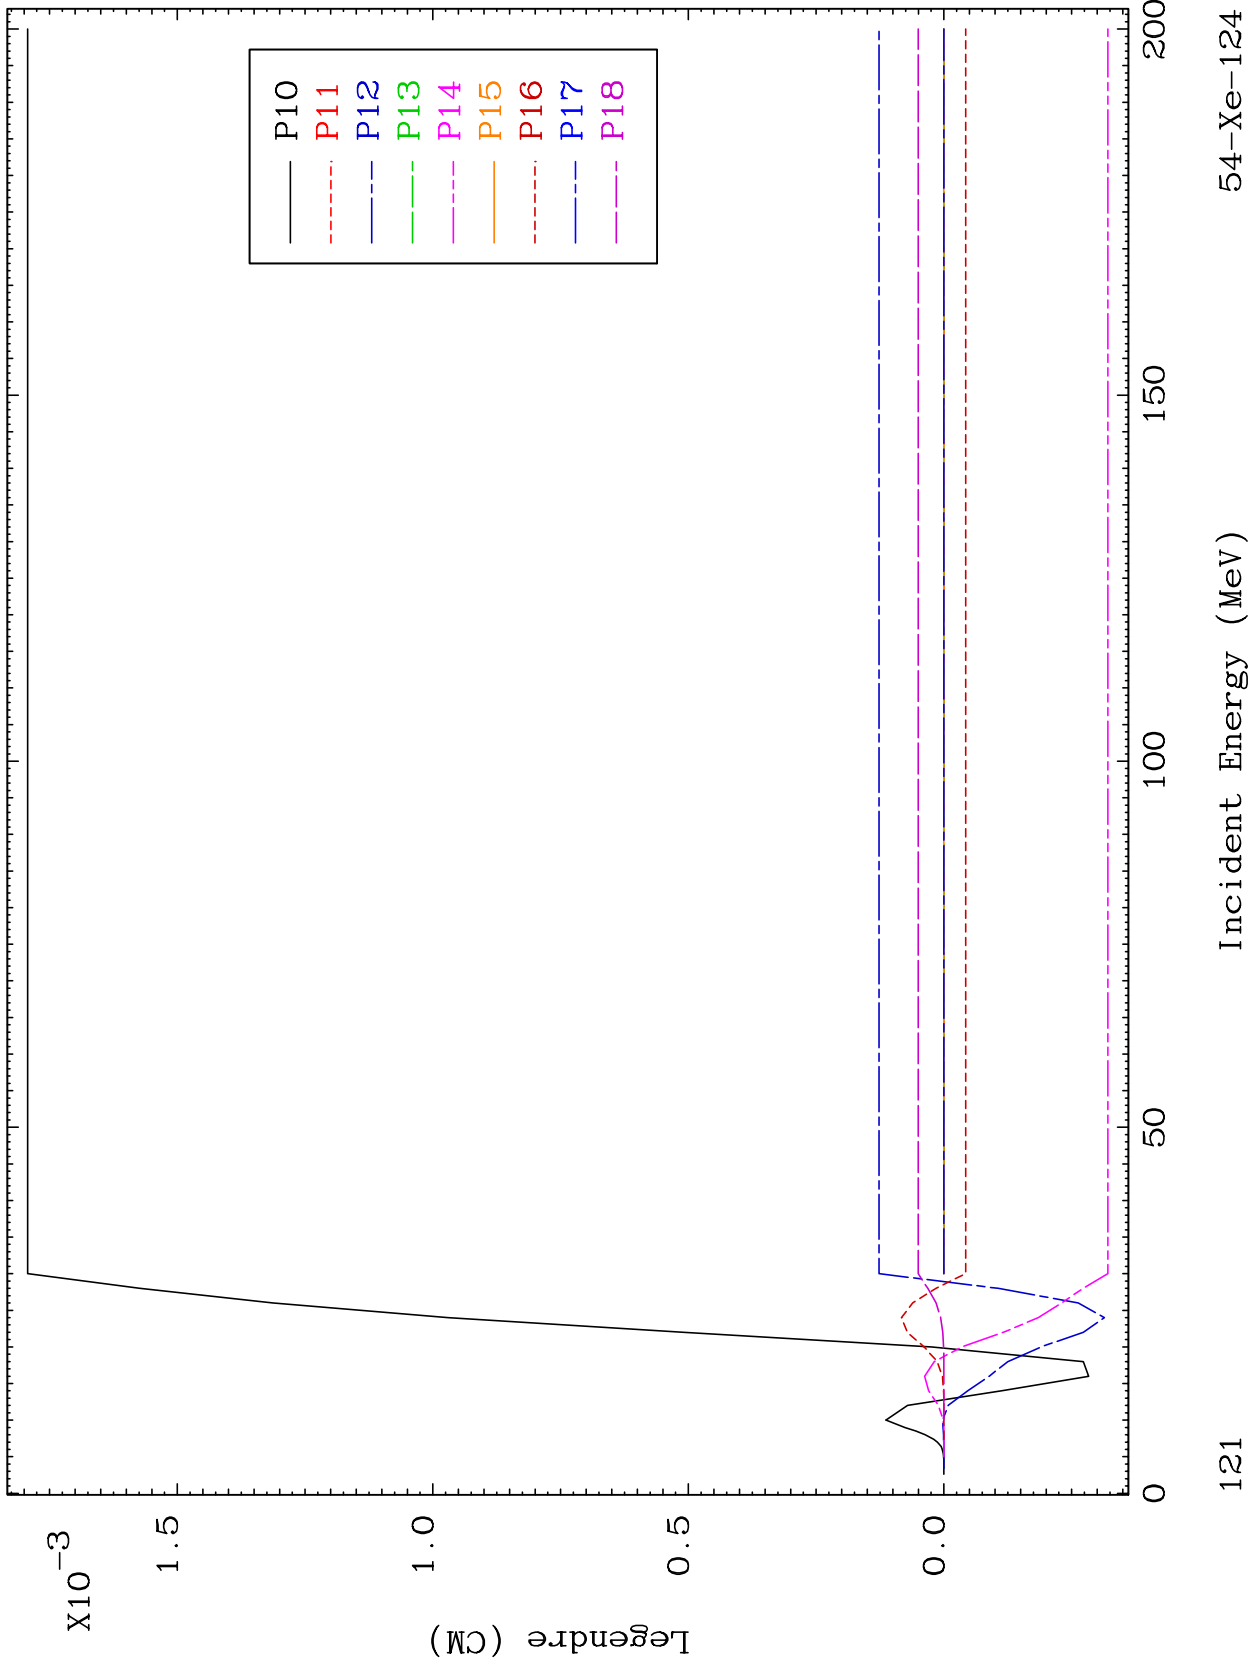 X10-3
1.5
1.0
0.5
0.0
Legendre (CM)
P10
P11
P12
P13
P14
P15
P16
P17
P18
0
50
100
150
200
Incident Energy (MeV)
121
54-Xe-124